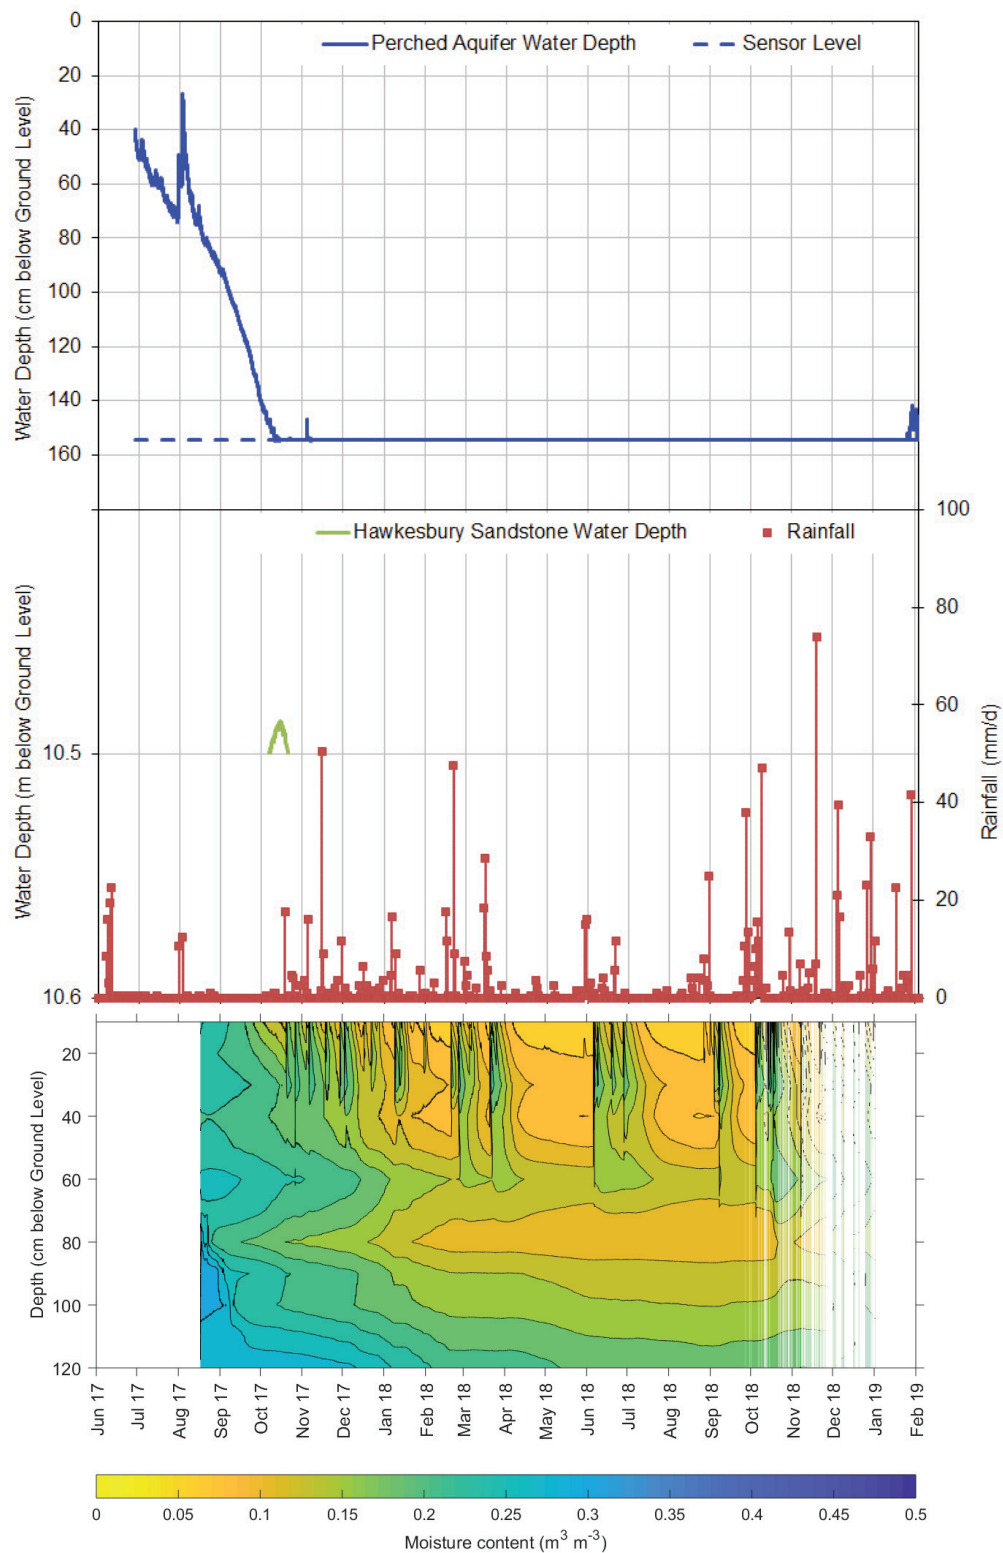 0
Perched Aquifer Water Depth
Sensor Level
20
40
60
80
100
120
140
160
Water Depth (cm below Ground Level)
Hawkesbury Sandstone Water Depth
Rainfall
100
80
60
40
20
0
Rainfall (mm/d)
10.5
10.6
Water Depth (m below Ground Level)
20
40
60
80
100
120
Depth (cm below Ground Level)
Jun 17
Jul 17
Aug 17
Sep 17
Oct 17
Nov 17
Dec 17
Jan 18
Feb 18
Mar 18
Apr 18
May 18
Jun 18
Jul 18
Aug 18
Sep 18
Oct 18
Nov 18
Dec 18
Jan 19
Feb 19
0
0.05
0.1
0.15
0.2
0.25
0.3
0.35
0.4
0.45
0.5
Moisture content (m³ m⁻³)